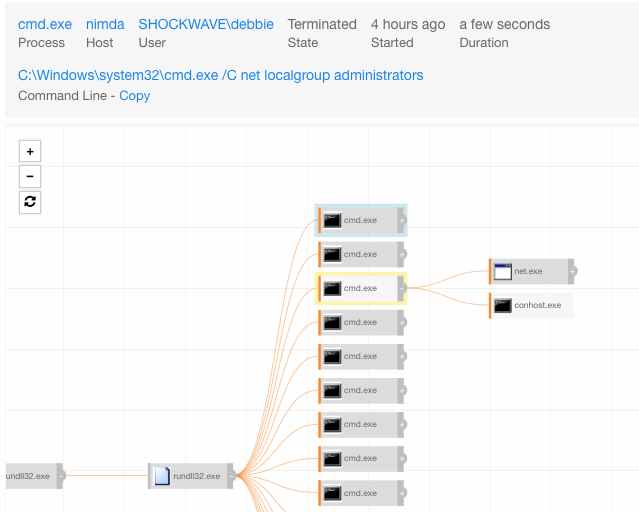 cmd.exe nimda SHOCKWAVE\debbie Terminated 4 hours ago a few seconds
Process Host User State Started Duration
C:\Windows\system32\cmd.exe /C net localgroup administrators
Command Line - Copy
+
−
cmd.exe
cmd.exe
net.exe
cmd.exe
conhost.exe
cmd.exe
cmd.exe
cmd.exe
cmd.exe
cmd.exe
undll32.exe rundll32.exe
cmd.exe